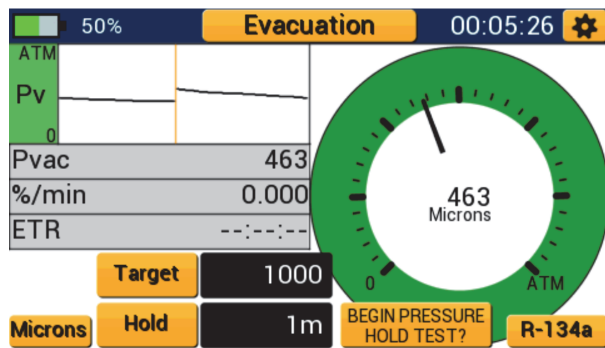 50%
Evacuation
00:05:26
ATM
Pv
0
Pvac 463
%/min 0.000
ETR --:--:--
463
Microns
0
ATM
Target 1000
Hold 1m
Microns
BEGIN PRESSURE
HOLD TEST?
R-134a